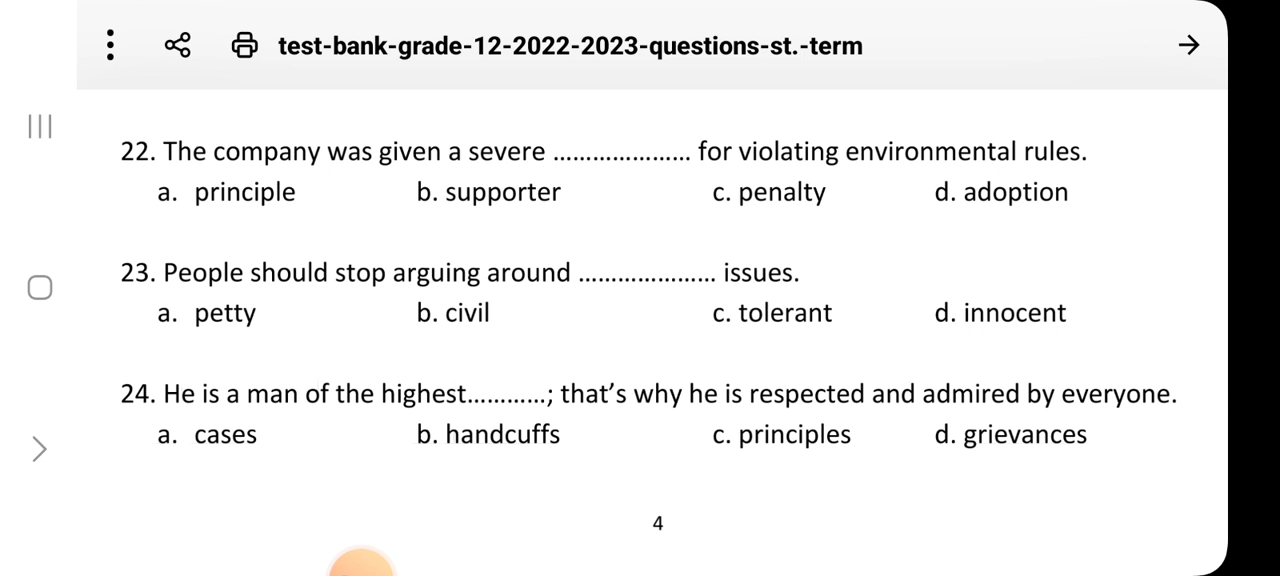 test-bank-grade-12-2022-2023-questions-st.-term
22. The company was given a severe ..................... for violating environmental rules.
a. principle b. supporter c. penalty d. adoption
23. People should stop arguing around ..................... issues.
a. petty b. civil c. tolerant d. innocent
24. He is a man of the highest............; that’s why he is respected and admired by everyone.
a. cases b. handcuffs c. principles d. grievances
4